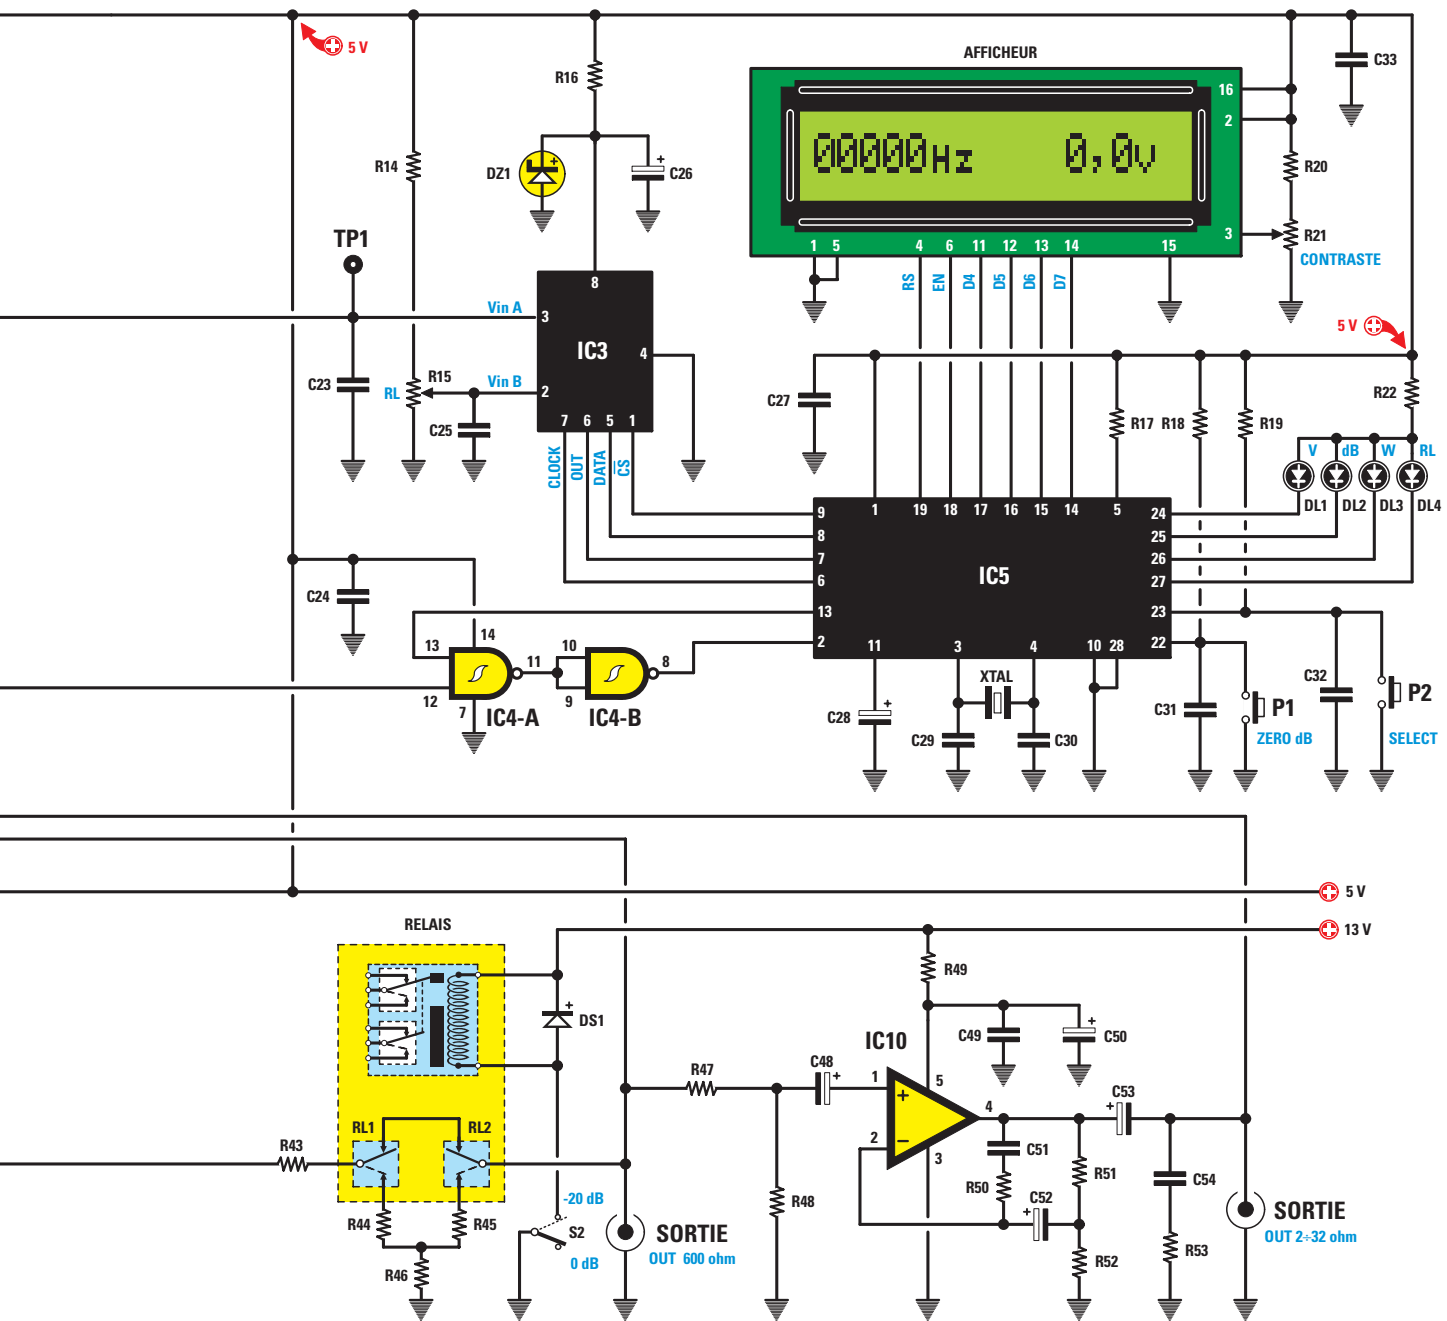 5 V
R16
AFFICHEUR
C33
16
2
00000Hz 0,0v
R14
DZ1
+
+
C26
R20
TP1
3
R21
CONTRASTE
1 5 4 6 11 12 13 14 15
RS EN D4 D5 D6 D7
8
Vin A
3
IC3
4
5 V
C23
RL
R15
Vin B
2
C25
7 6 5 1
CLOCK OUT DATA CS
C27
R17 R18 R19
R22
V dB W RL
DL1 DL2 DL3 DL4
9 1 19 18 17 16 15 14 5 24
8 25
7 26
6 27
IC5
13 23
2 22
11 3 4 10 28
C24
13
14
12
7
11
IC4-A
10
9
8
IC4-B
XTAL
+
C28
C29
C30
C31
P1
ZERO dB
C32
P2
SELECT
5 V
13 V
RELAIS
R49
+
DS1
IC10
C49
+
C50
R47
C48
+
1
+
5
4
2
−
3
+
C53
RL1
RL2
R43
C51
R50
+
C52
R51
C54
R48
-20 dB
S2
0 dB
R44
R45
R46
SORTIE
OUT 600 ohm
R52
R53
SORTIE
OUT 2÷32 ohm